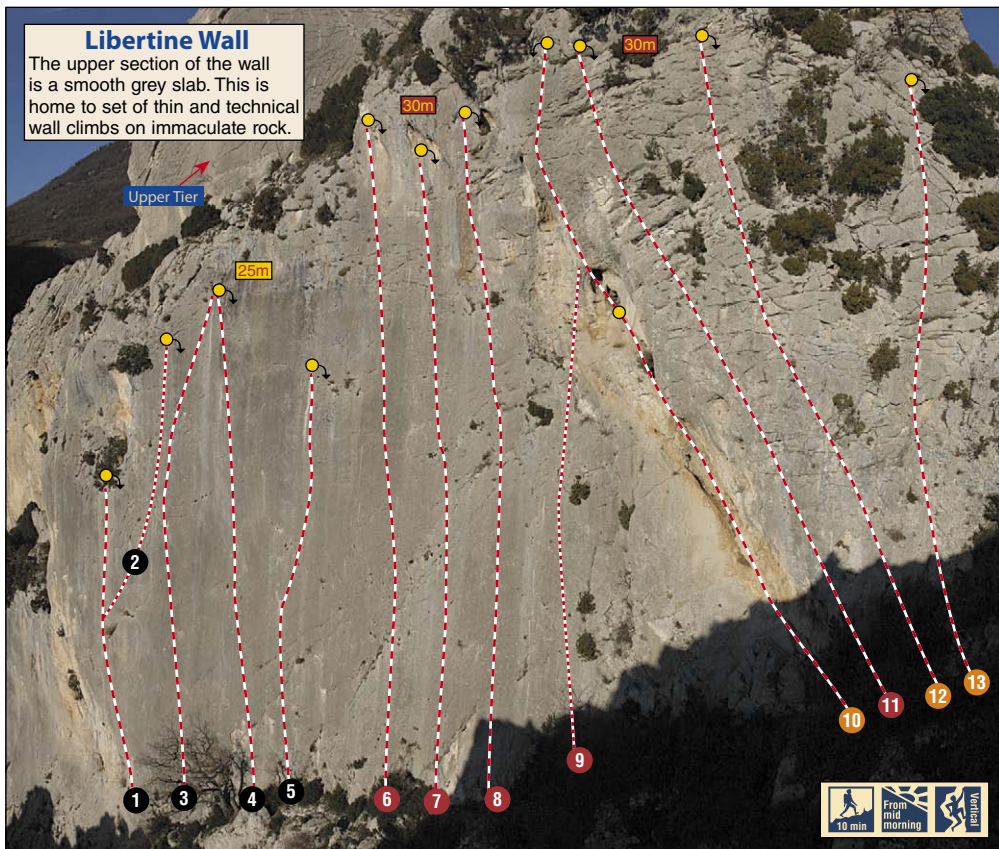 Libertine Wall
The upper section of the wall
is a smooth grey slab. This is
home to set of thin and technical
wall climbs on immaculate rock.
30m
30m
Upper Tier
25m
2
13
12
11
10
9
1
3
4
5
6
7
8
10 min
From
mid
morning
Vertical